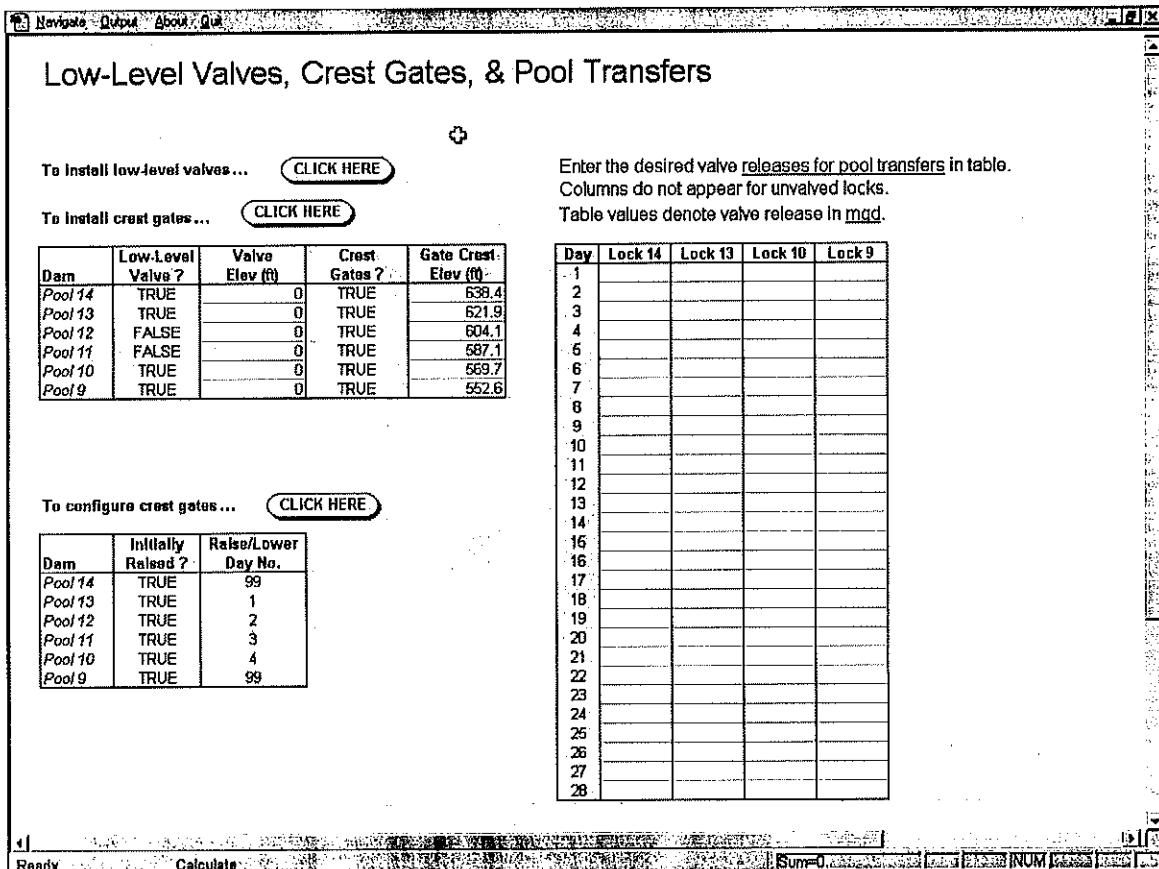 Navigate Output About Quit
Low-Level Valves, Crest Gates, & Pool Transfers
To install low-level valves... CLICK HERE
To install crest gates... CLICK HERE
Dam Low-Level Valve ? Valve Elev (ft) Crest Gates ? Gate Crest Elev (ft)
Pool 14 TRUE 0 TRUE 638.4
Pool 13 TRUE 0 TRUE 621.9
Pool 12 FALSE 0 TRUE 604.1
Pool 11 FALSE 0 TRUE 587.1
Pool 10 TRUE 0 TRUE 569.7
Pool 9 TRUE 0 TRUE 552.6
To configure crest gates... CLICK HERE
Dam Initially Raised ? Raise/Lower Day No.
Pool 14 TRUE 99
Pool 13 TRUE 1
Pool 12 TRUE 2
Pool 11 TRUE 3
Pool 10 TRUE 4
Pool 9 TRUE 99
Enter the desired valve releases for pool transfers in table.
Columns do not appear for unvalved locks.
Table values denote valve release in mgd.
Day Lock 14 Lock 13 Lock 10 Lock 9
1
2
3
4
5
6
7
8
9
10
11
12
13
14
15
16
17
18
19
20
21
22
23
24
25
26
27
28
Ready Calculate Sum=0 NUM